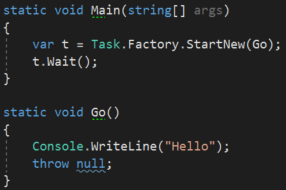 static void Main(string[] args)
{
    var t = Task.Factory.StartNew(Go);
    t.Wait();
}

static void Go()
{
    Console.WriteLine("Hello");
    throw null;
}